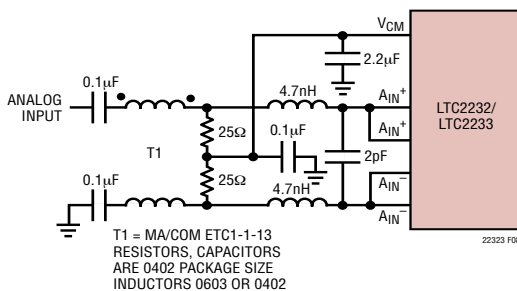 VCM
2.2µF
0.1µF
4.7nH
AIN+
ANALOG
INPUT
LTC2232/
LTC2233
AIN+
25Ω
0.1µF
T1
2pF
0.1µF
25Ω
4.7nH
AIN–
AIN–
T1 = MA/COM ETC1-1-13
RESISTORS, CAPACITORS
ARE 0402 PACKAGE SIZE
INDUCTORS 0603 OR 0402
22323 F08